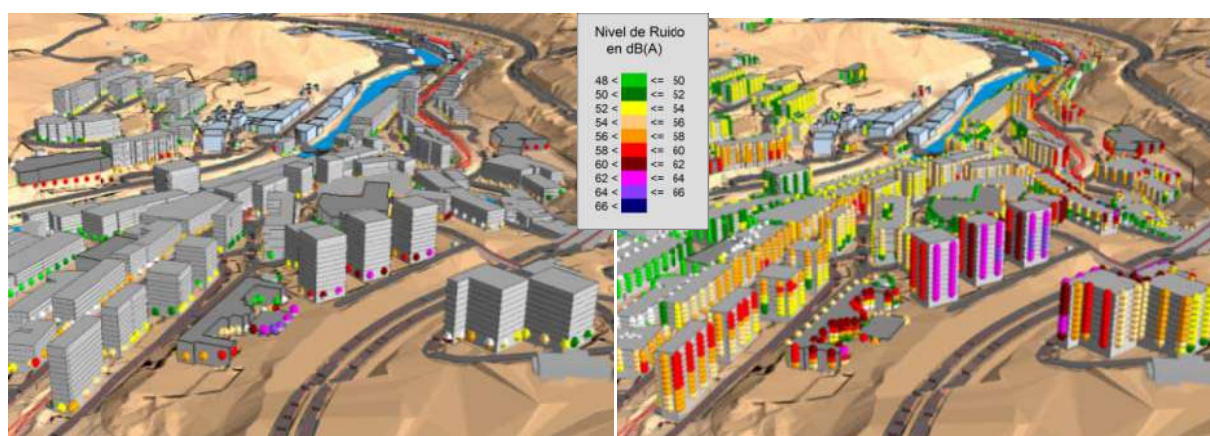 Nivel de Ruido
en dB(A)
48 < <= 50
50 < <= 52
52 < <= 54
54 < <= 56
56 < <= 58
58 < <= 60
60 < <= 62
62 < <= 64
64 < <= 66
66 <